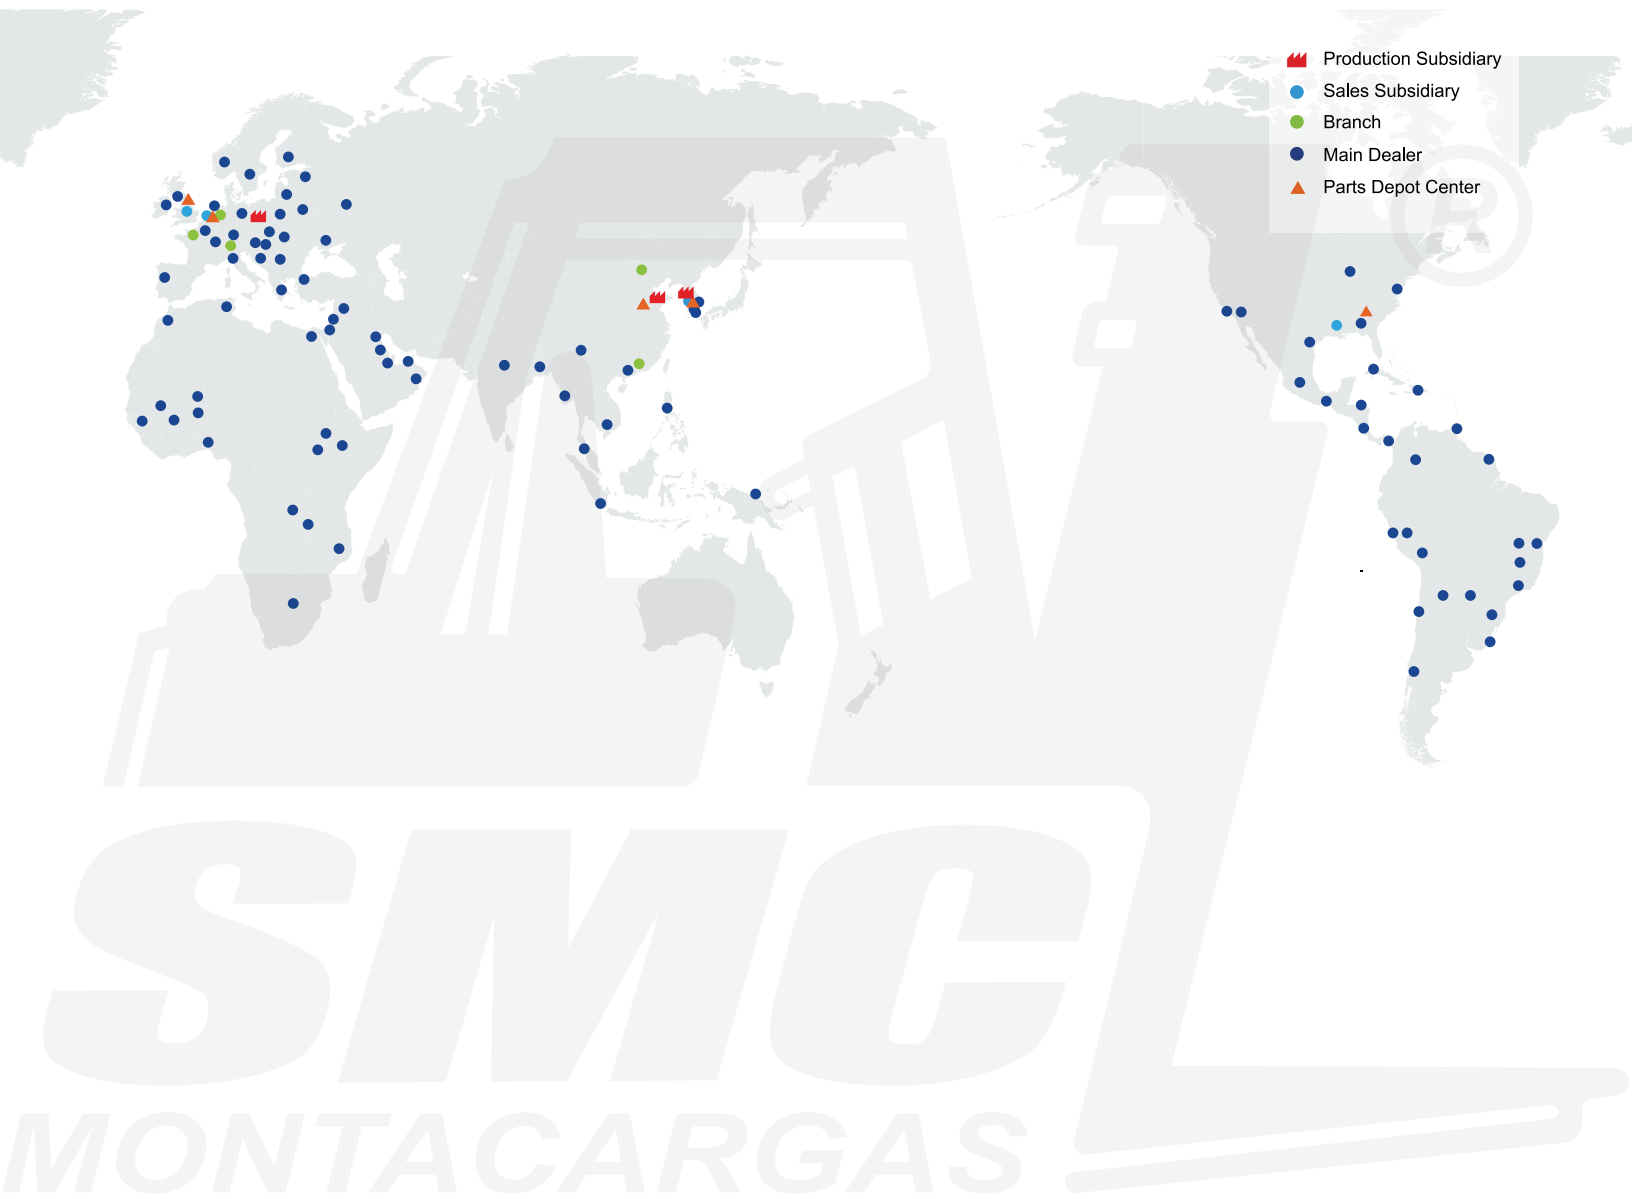 Production Subsidiary
Sales Subsidiary
Branch
Main Dealer
Parts Depot Center
®
SMC
MONTACARGAS